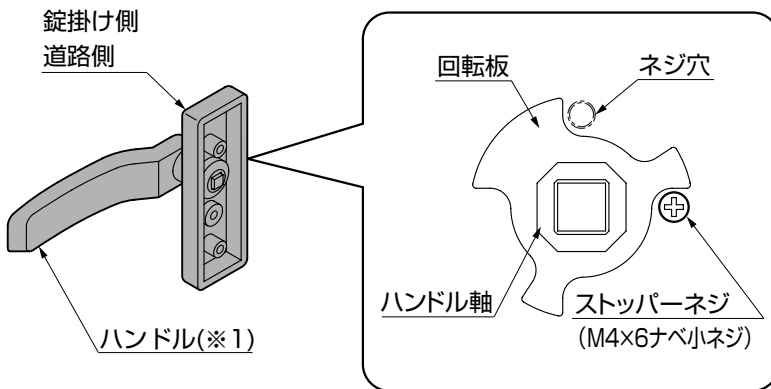 錠掛け側
道路側
回転板
ネジ穴
ハンドル軸
ストッパーネジ
（M4×6ナベ小ネジ）
ハンドル(※1)